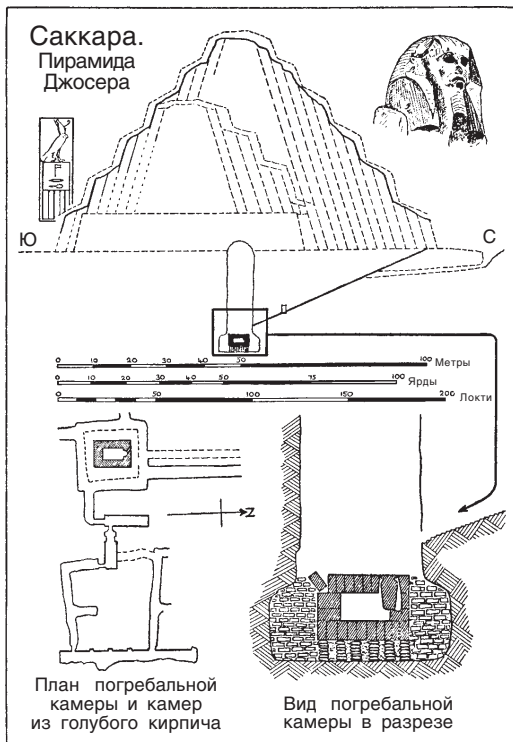 Саккара.
Пирамида
Джосера
Ю
С
0 10 20 30 40 50 100 Метры
0 10 20 30 40 50 75 100 Ярды
0 50 100 150 200 Локти
N
План погребальной
камеры и камер
из голубого кирпича
Вид погребальной
камеры в разрезе